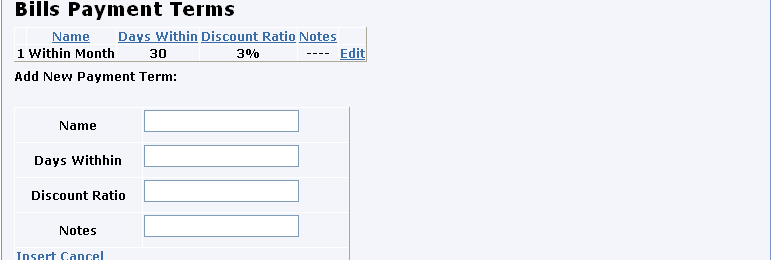 Bills Payment Terms
Name Days Within Discount Ratio Notes
1 Within Month 30 3% ---- Edit
Add New Payment Term:
Name
Days Withhin
Discount Ratio
Notes
Insert Cancel